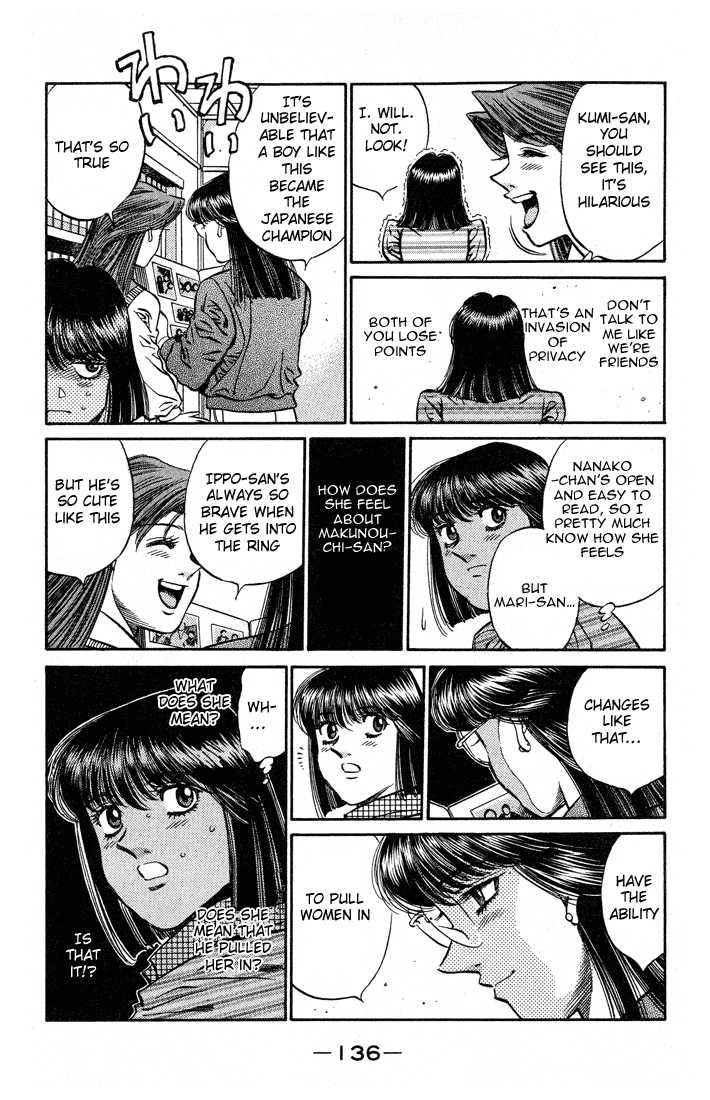 KUMI-SAN,
YOU
SHOULD
SEE THIS,
IT'S
HILARIOUS
I. WILL.
NOT.
LOOK!
IT'S
UNBELIEV-
ABLE THAT
A BOY LIKE
THIS
BECAME
THE
JAPANESE
CHAMPION
わい
わい
THAT'S SO
TRUE
DON'T
TALK TO
ME LIKE
WE'RE
FRIENDS
THAT'S AN
INVASION
OF
PRIVACY
BOTH OF
YOU LOSE
POINTS
NANAKO
-CHAN'S OPEN
AND EASY TO
READ, SO I
PRETTY MUCH
KNOW HOW SHE
FEELS
BUT
MARI-SAN...
HOW DOES
SHE FEEL
ABOUT
MAKUNOU-
CHI-SAN?
IPPO-SAN'S
ALWAYS SO
BRAVE WHEN
HE GETS INTO
THE RING
BUT HE'S
SO CUTE
LIKE THIS
CHANGES
LIKE
THAT...
HAVE
THE
ABILITY
TO PULL
WOMEN IN
WH-
...
WHAT
DOES SHE
MEAN?
DOES SHE
MEAN THAT
HE PULLED
HER IN?
IS
THAT
IT!?
—136—